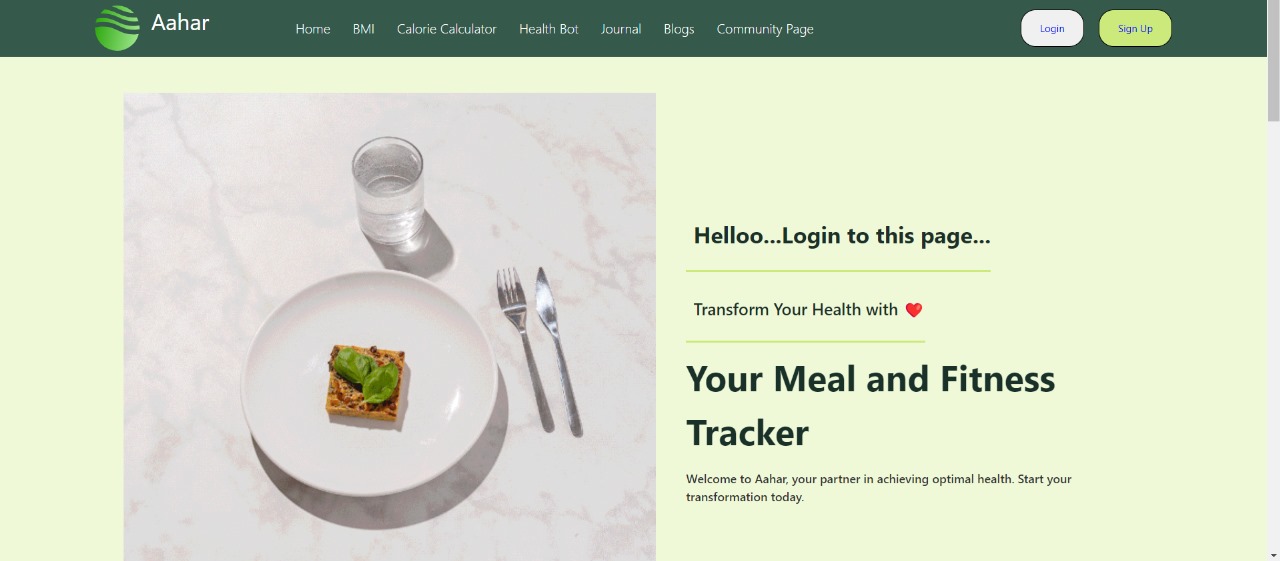 Aahar
Home BMI Calorie Calculator Health Bot Journal Blogs Community Page
Login Sign Up
Helloo...Login to this page...
Transform Your Health with ❤️
Your Meal and Fitness
Tracker
Welcome to Aahar, your partner in achieving optimal health. Start your
transformation today.